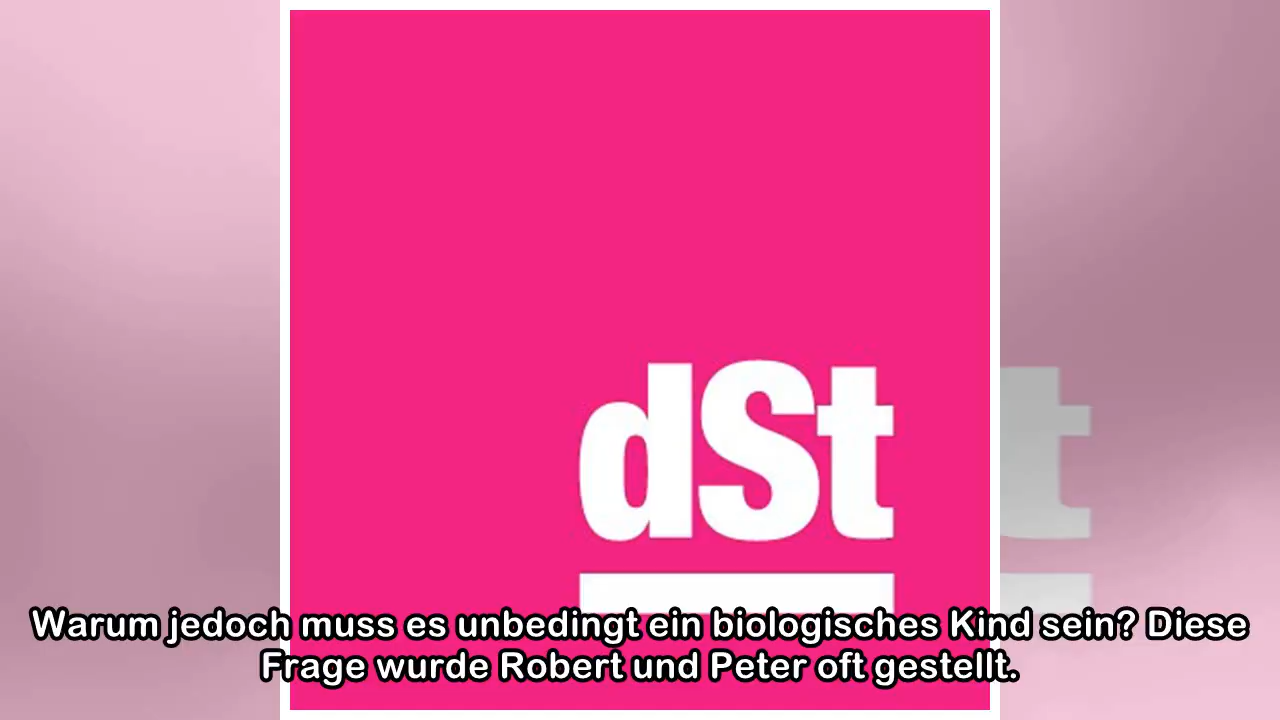 dSt
t
Warum jedoch muss es unbedingt ein biologisches Kind sein? Diese
Frage wurde Robert und Peter oft gestellt.